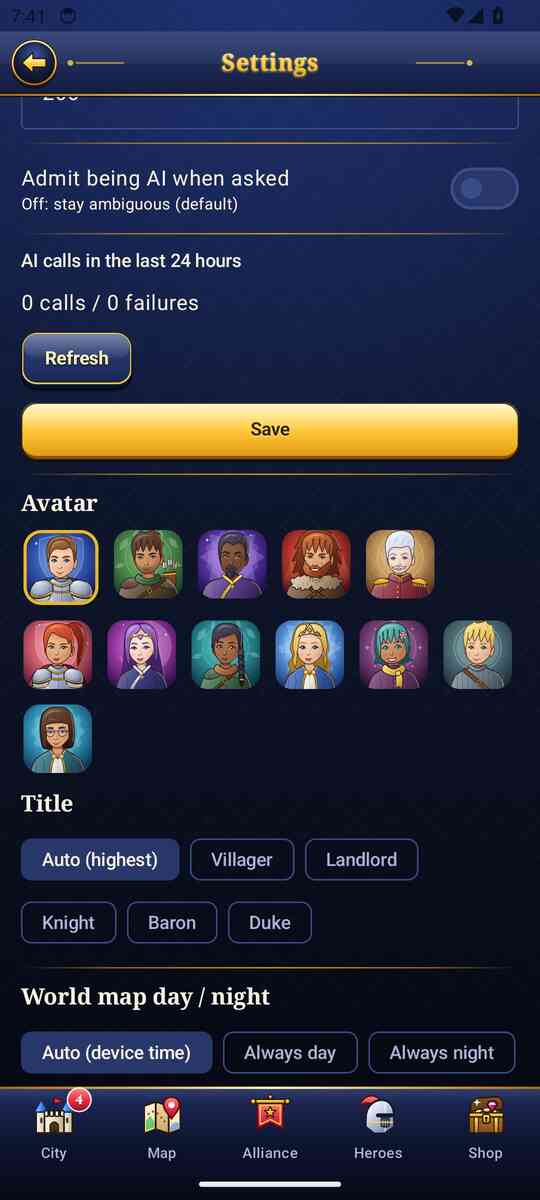 7:41
Settings
Admit being AI when asked
Off: stay ambiguous (default)
AI calls in the last 24 hours
0 calls / 0 failures
Refresh
Save
Avatar
Title
Auto (highest) Villager Landlord
Knight Baron Duke
World map day / night
Auto (device time) Always day Always night
4
City Map Alliance Heroes Shop